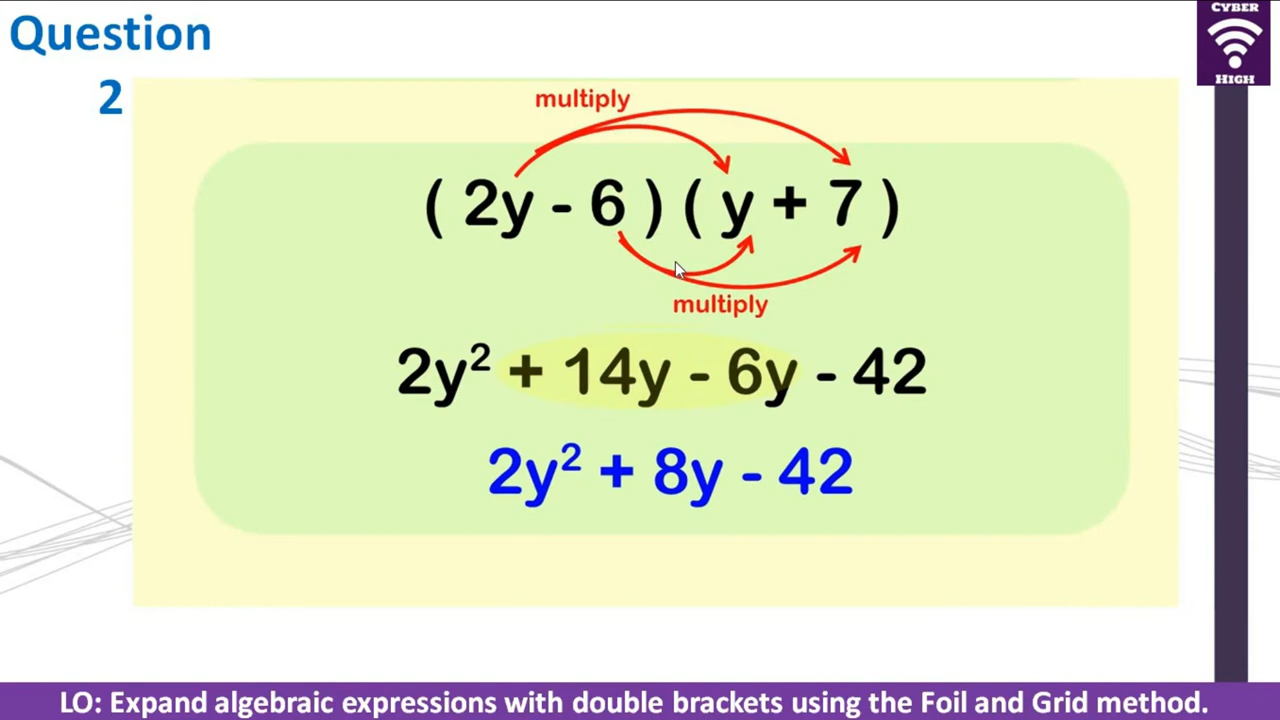 Question
2
CYBER
HIGH
multiply
( 2y - 6 ) ( y + 7 )
multiply
2y² + 14y - 6y - 42
2y² + 8y - 42
LO: Expand algebraic expressions with double brackets using the Foil and Grid method.